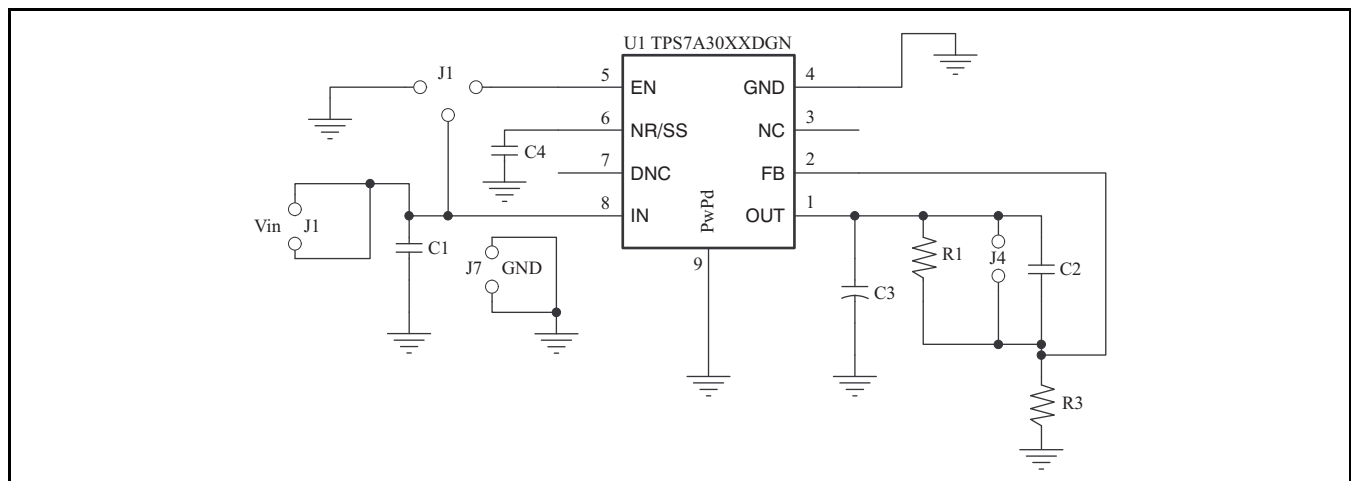 U1 TPS7A30XXDGN
J1
5
EN
GND
4
6
NR/SS
NC
3
C4
7
DNC
FB
2
Vin
J1
8
IN
OUT
1
PwPd
C1
J7
GND
9
R1
J4
C2
C3
R3